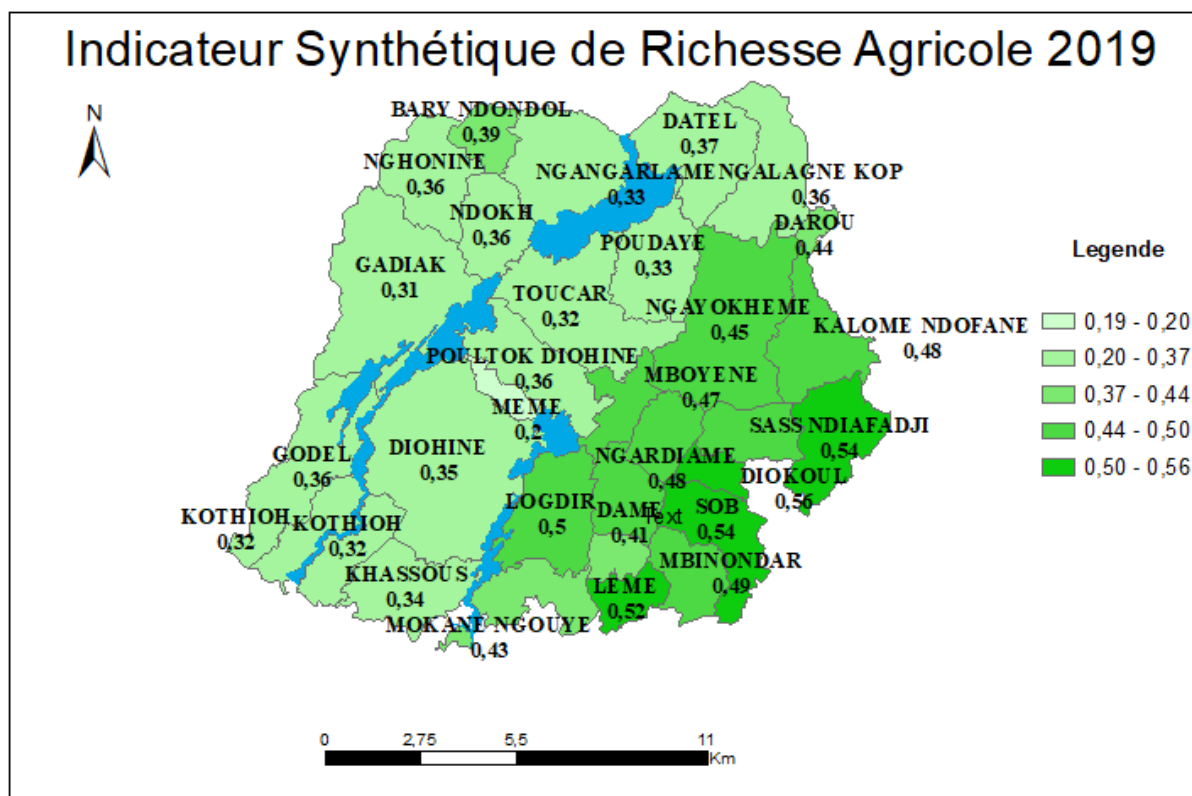 Indicateur Synthétique de Richesse Agricole 2019
N
BARY NDONDOL
0,39
DATEL
0,37
NGHONINE
0,36
NGANGARLAME
0,33
NGALAGNE KOP
0,36
NDOKH
0,36
DAROU
0,44
POUDAYE
0,33
GADIAK
0,31
TOUCAR
0,32
NGAYOKHEME
0,45
KALOME NDOFANE
0,48
POULTOK DIOHINE
0,36
MBOYENE
0,47
MEME
0,2
SASS NDIAFADJI
0,54
DIOHINE
0,35
GODEL
0,36
NGARDIAME
0,48
DIOKOUL
0,56
LOGDIR
0,5
DAME
0,41
Text
SOB
0,54
KOTHIOH
0,32
KOTHIOH
0,32
KHASSOUS
0,34
MBINONDAR
0,49
LEME
0,52
MOKANE NGOUYE
0,43
Legende
0,19 - 0,20
0,20 - 0,37
0,37 - 0,44
0,44 - 0,50
0,50 - 0,56
0 2,75 5,5 11
Km